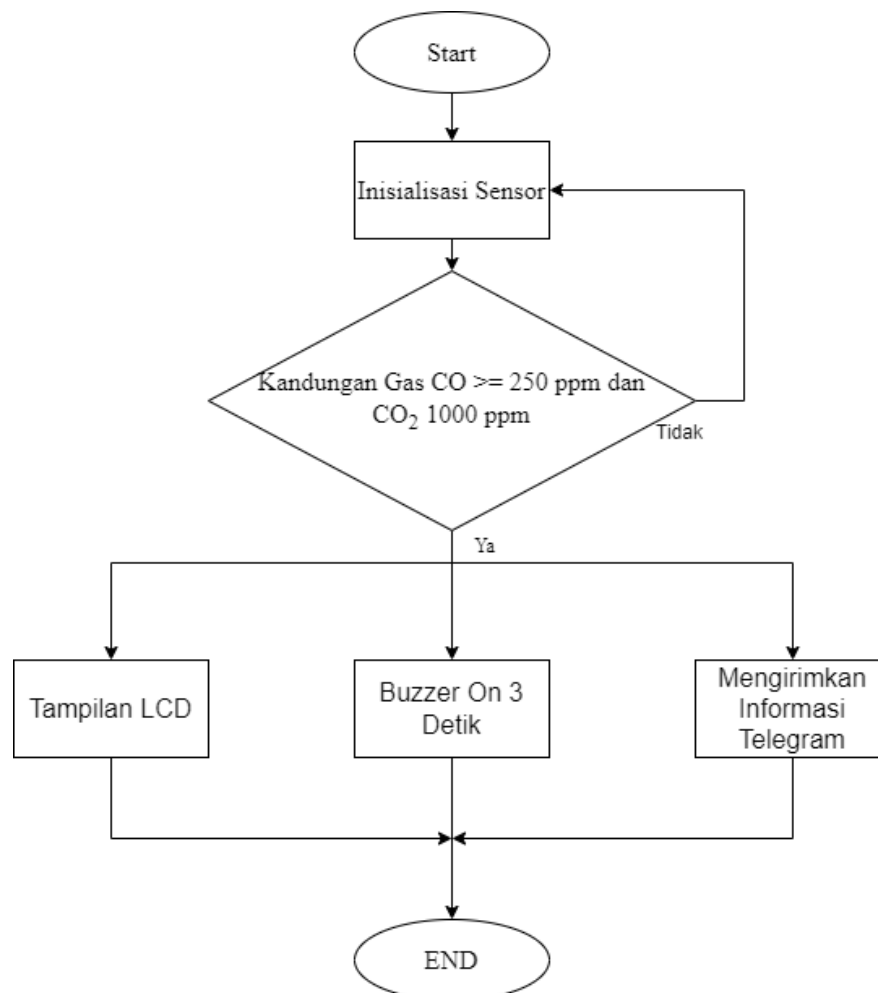 Start
Inisialisasi Sensor
Kandungan Gas CO >= 250 ppm dan
CO₂ 1000 ppm
Tidak
Ya
Tampilan LCD
Buzzer On 3
Detik
Mengirimkan
Informasi
Telegram
END